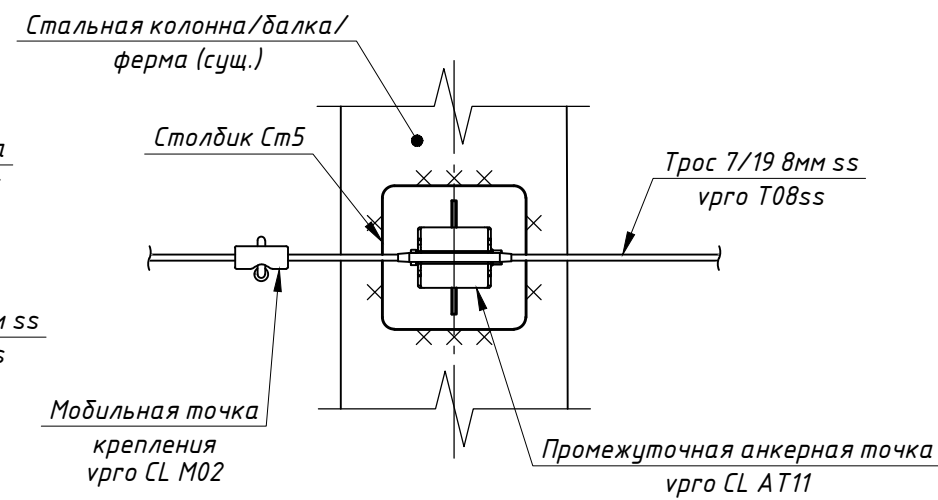 Стальная колонна/балка/
ферма (сущ.)
Столбик Ст5
Трос 7/19 8мм ss
vpro T08ss
ss
Мобильная точка
крепления
vpro CL M02
Промежуточная анкерная точка
vpro CL AT11